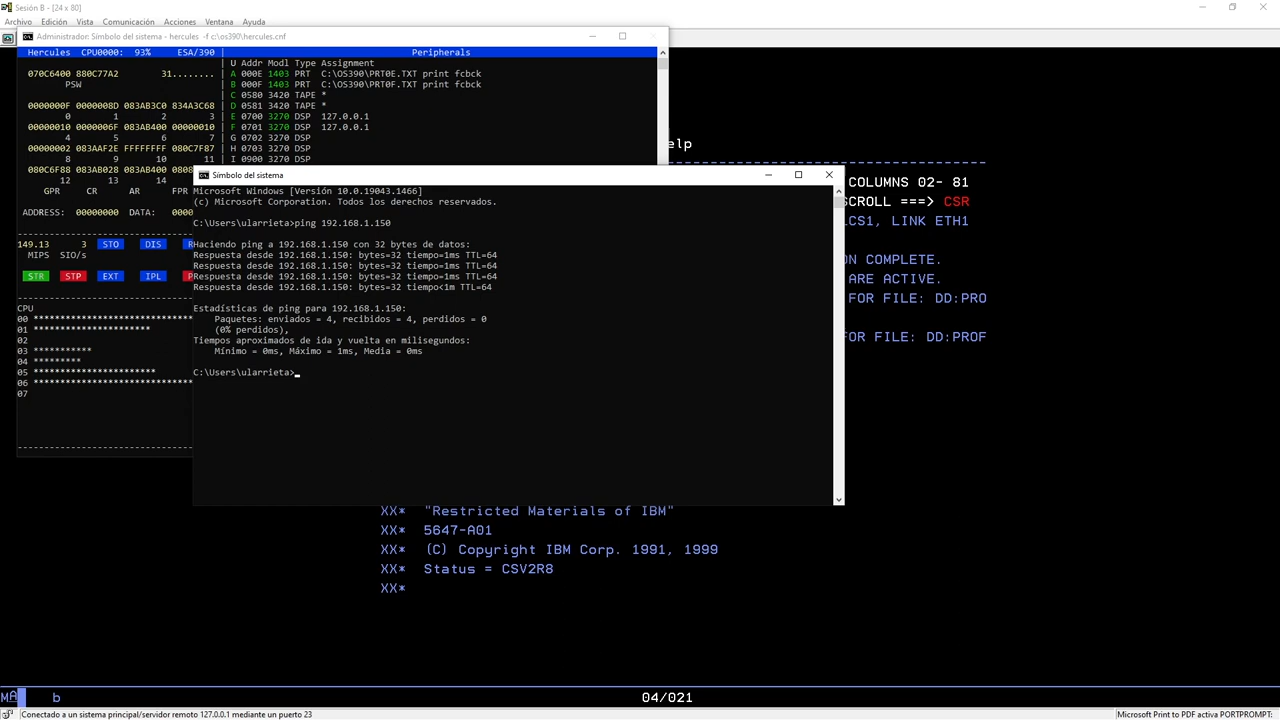 Sesión B - [24 x 80]
Archivo Edición Vista Comunicación Acciones Ventana Ayuda
Administrador: Símbolo del sistema - hercules -f c:\os390\hercules.cnf
Hercules CPU0000: 93% ESA/390 | Peripherals
| U Addr Modl Type Assignment
070C6400 880C77A2 31........ | A 000E 1403 PRT C:\OS390\PRT0E.TXT print fcbck
PSW | B 000F 1403 PRT C:\OS390\PRT0F.TXT print fcbck
| C 0580 3420 TAPE *
0000000F 0000008D 083AB3C0 834A3C68 | D 0581 3420 TAPE *
0 1 2 3 | E 0700 3270 DSP 127.0.0.1
00000010 0000006F 083AB400 00000010 | F 0701 3270 DSP 127.0.0.1
4 5 6 7 | G 0702 3270 DSP
00000002 083AAF2E FFFFFFFF 080C7F87 | H 0703 3270 DSP
8 9 10 11 | I 0900 3270 DSP
080C6F88 083AB028 083AB400 0808
12 13 14
GPR CR AR FPR
ADDRESS: 00000000 DATA: 0000
149.13 3 STO DIS R
MIPS SIO/s
STR STP EXT IPL P
CPU
00 ******************************
01 **********************
02
03 ***********
04 *********
05 ***********************
06 ******************************
07
Símbolo del sistema
Microsoft Windows [Versión 10.0.19043.1466]
(c) Microsoft Corporation. Todos los derechos reservados.
C:\Users\ularrieta>ping 192.168.1.150
Haciendo ping a 192.168.1.150 con 32 bytes de datos:
Respuesta desde 192.168.1.150: bytes=32 tiempo=1ms TTL=64
Respuesta desde 192.168.1.150: bytes=32 tiempo=1ms TTL=64
Respuesta desde 192.168.1.150: bytes=32 tiempo=1ms TTL=64
Respuesta desde 192.168.1.150: bytes=32 tiempo<1m TTL=64
Estadísticas de ping para 192.168.1.150:
Paquetes: enviados = 4, recibidos = 4, perdidos = 0
(0% perdidos),
Tiempos aproximados de ida y vuelta en milisegundos:
Mínimo = 0ms, Máximo = 1ms, Media = 0ms
C:\Users\ularrieta>
elp
COLUMNS 02- 81
SCROLL ===> CSR
LCS1, LINK ETH1
ON COMPLETE.
ARE ACTIVE.
FOR FILE: DD:PRO
FOR FILE: DD:PROF
XX* "Restricted Materials of IBM"
XX* 5647-A01
XX* (C) Copyright IBM Corp. 1991, 1999
XX* Status = CSV2R8
XX*
MA b 04/021
Conectado a un sistema principal/servidor remoto 127.0.0.1 mediante un puerto 23
Microsoft Print to PDF activa PORTPROMPT: